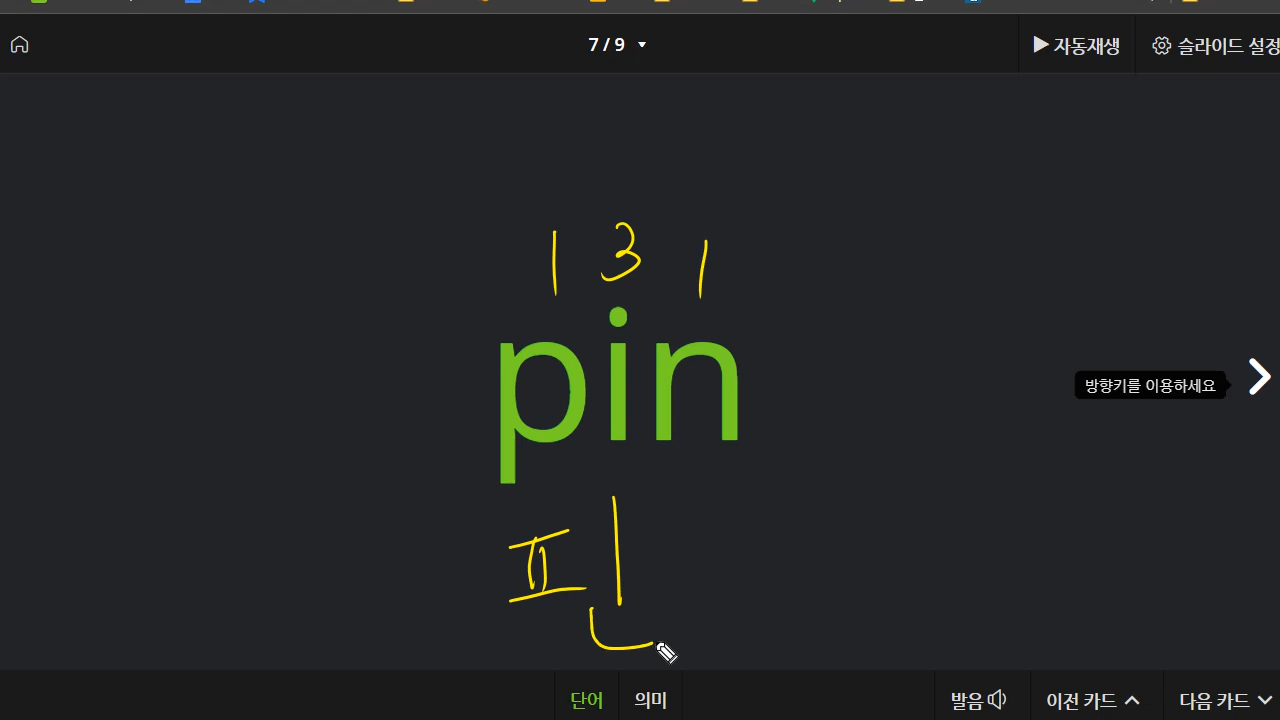 7 / 9
자동재생
슬라이드 설정
1 3 1
pin
방향키를 이용하세요
핀
단어
의미
발음
이전 카드
다음 카드